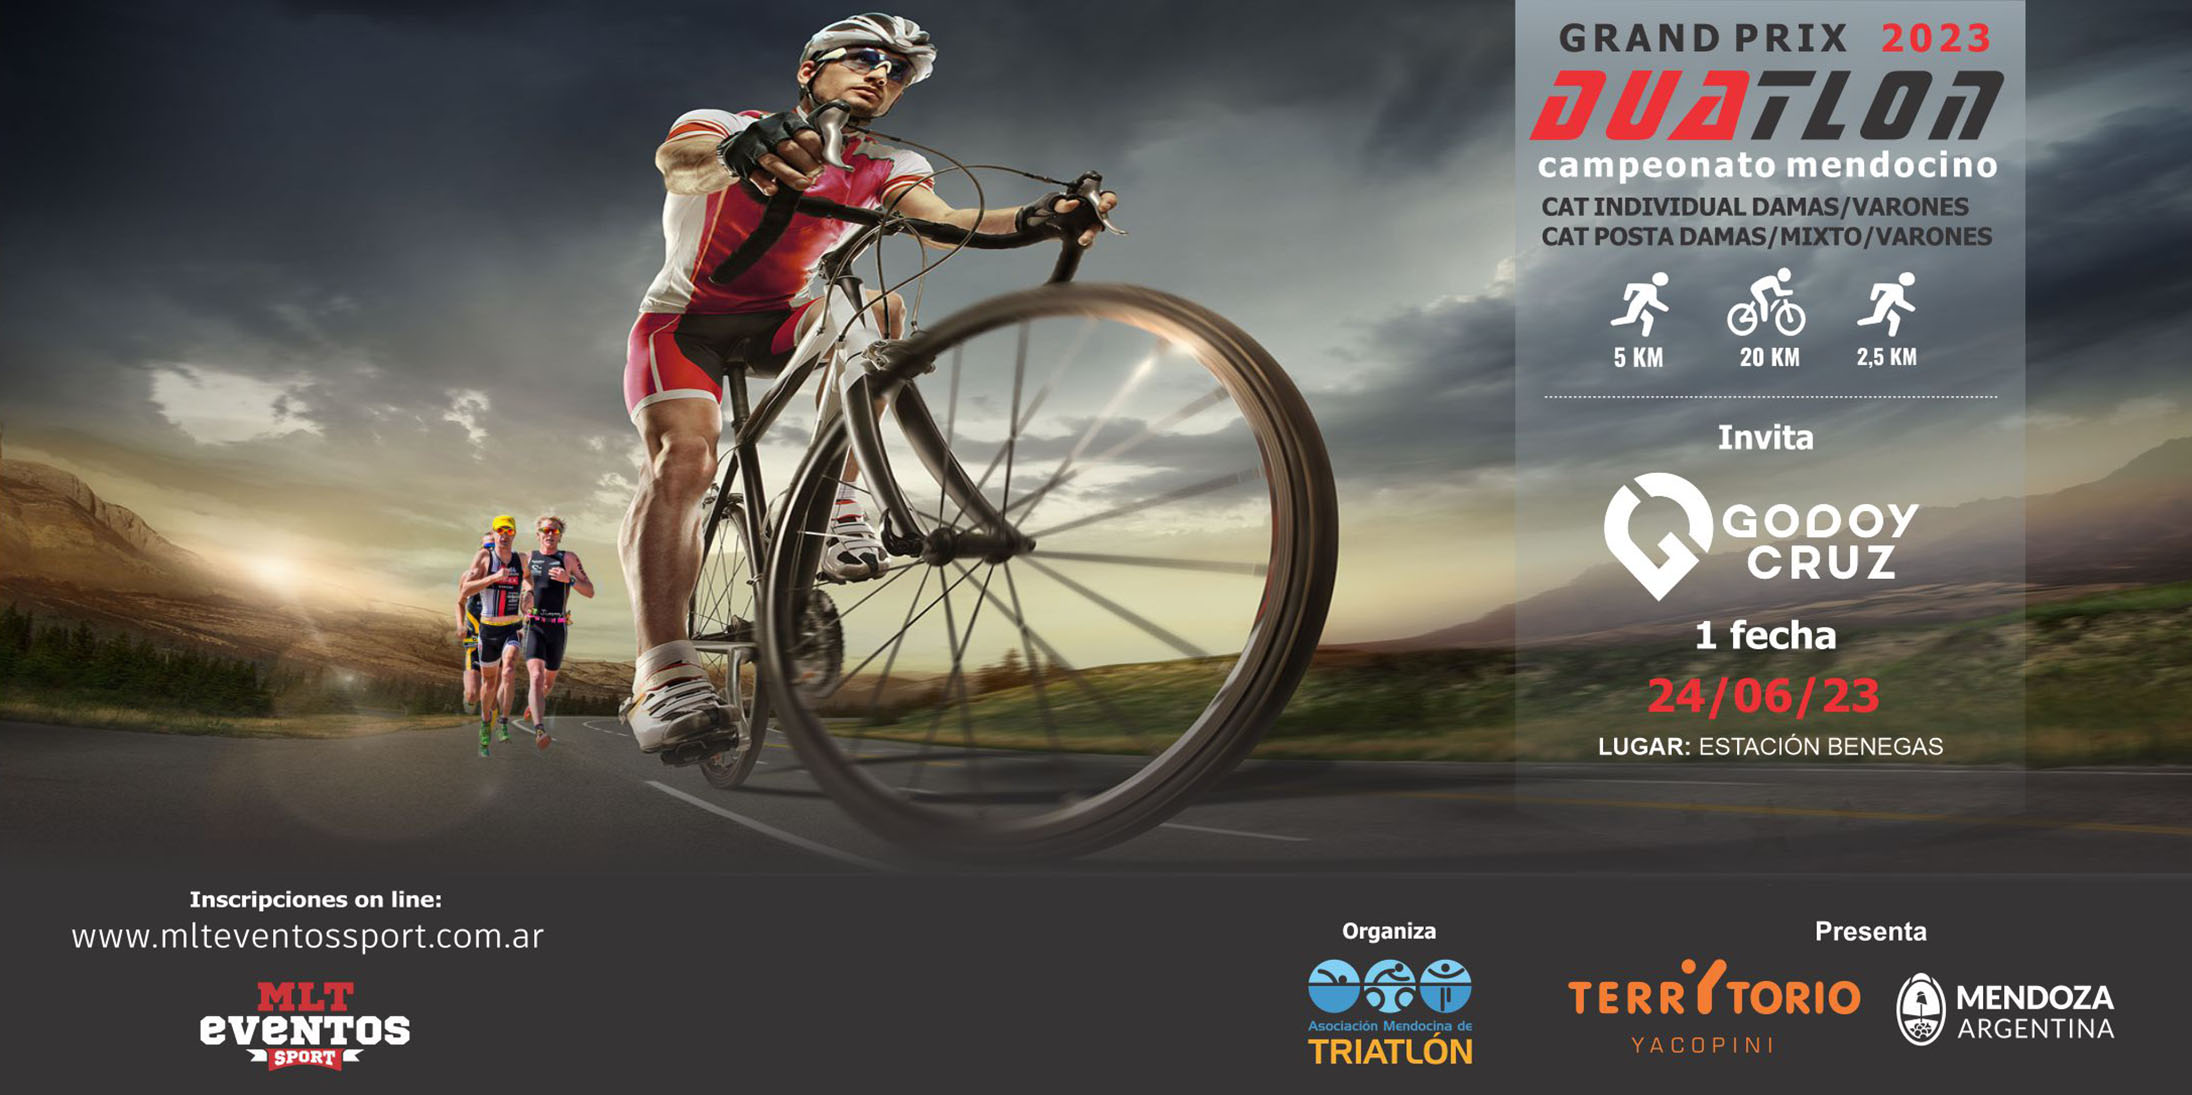 GRAND PRIX 2023
DUATLON
campeonato mendocino
CAT INDIVIDUAL DAMAS/VARONES
CAT POSTA DAMAS/MIXTO/VARONES
5 KM 20 KM 2,5 KM
Invita
GODOY
CRUZ
1 fecha
24/06/23
LUGAR: ESTACIÓN BENEGAS
Inscripciones on line:
www.mlteventossport.com.ar
MLT
eveNTOS
SPORT
Organiza
Asociación Mendocina de
TRIATLÓN
Presenta
TERRYTORIO
YACOPINI
MENDOZA
ARGENTINA